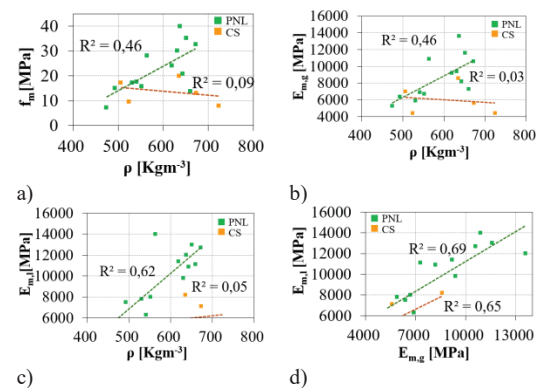 f_m [MPa]
50
40
30
20
10
0
400 500 600 700 800
ρ [Kgm-³]
PNL
CS
R² = 0,46
R² = 0,09
a)
E_m,g [MPa]
16000
14000
12000
10000
8000
6000
4000
400 500 600 700 800
ρ [Kgm-³]
PNL
CS
R² = 0,46
R² = 0,03
b)
E_m,l [MPa]
16000
14000
12000
10000
8000
6000
400 500 600 700 800
ρ [Kgm-³]
PNL
CS
R² = 0,62
R² = 0,05
c)
E_m,l [MPa]
16000
14000
12000
10000
8000
6000
4000 7000 10000 13000
E_m,g [MPa]
PNL
CS
R² = 0,69
R² = 0,65
d)